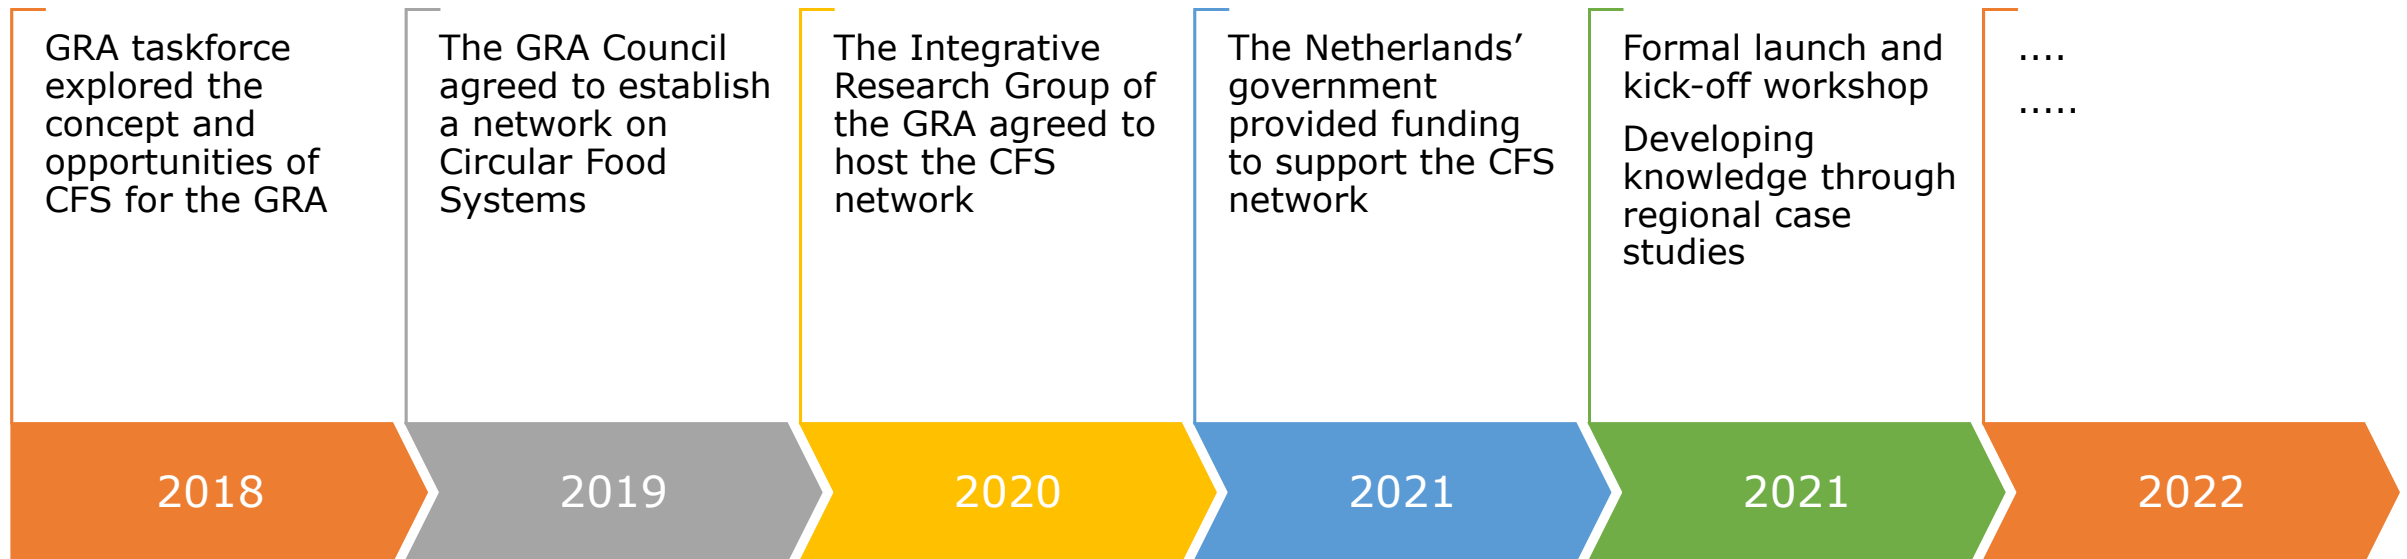 GRA taskforce
explored the
concept and
opportunities of
CFS for the GRA
The GRA Council
agreed to establish
a network on
Circular Food
Systems
The Integrative
Research Group of
the GRA agreed to
host the CFS
network
The Netherlands’
government
provided funding
to support the CFS
network
Formal launch and
kick-off workshop
Developing
knowledge through
regional case
studies
....
.....
2018
2019
2020
2021
2021
2022